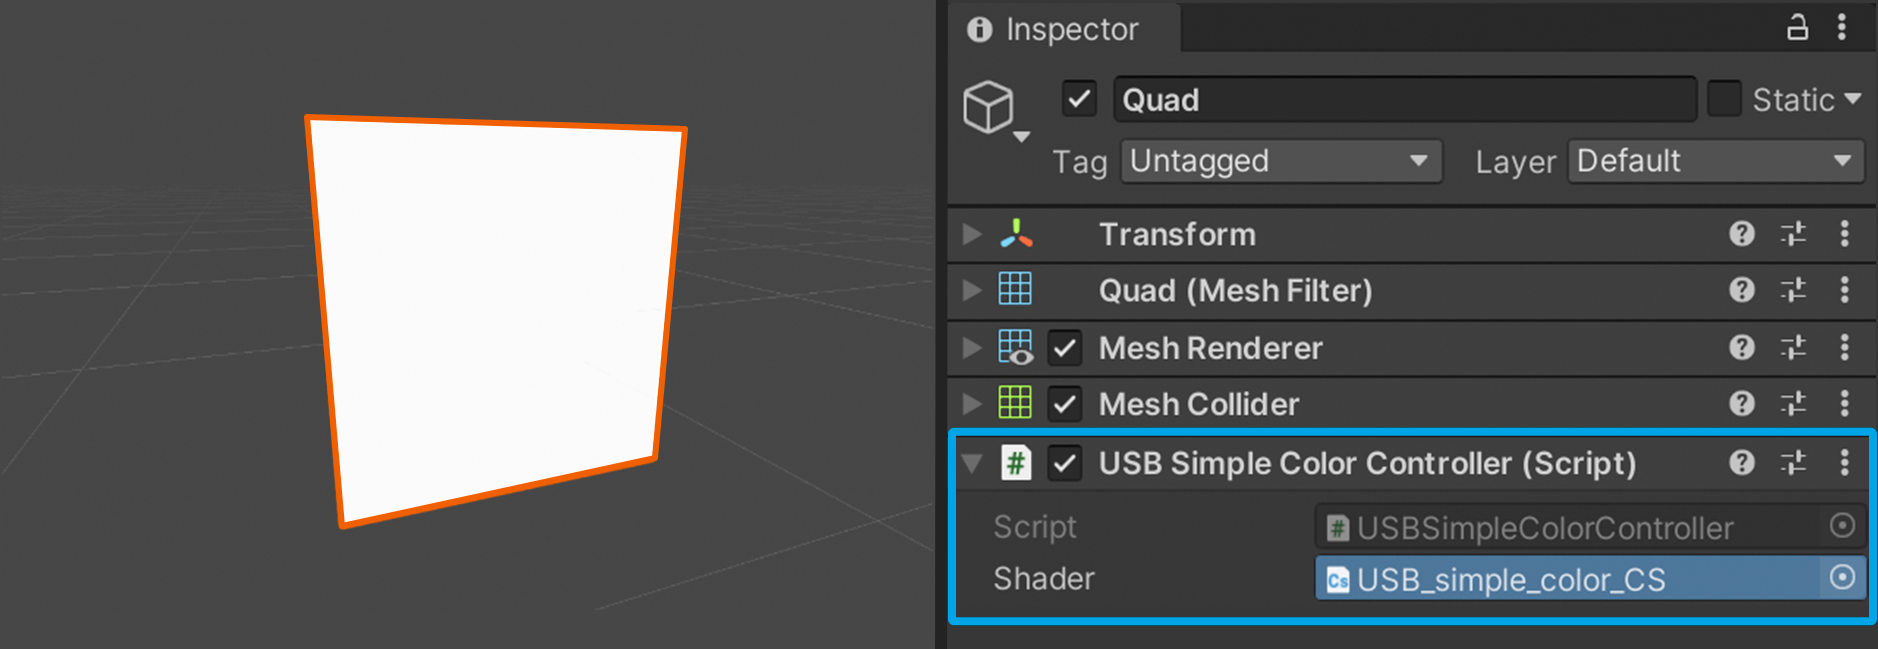 Inspector
Quad
Static
Tag Untagged Layer Default
Transform
Quad (Mesh Filter)
Mesh Renderer
Mesh Collider
# USB Simple Color Controller (Script)
Script # USBSimpleColorController
Shader Cs USB_simple_color_CS